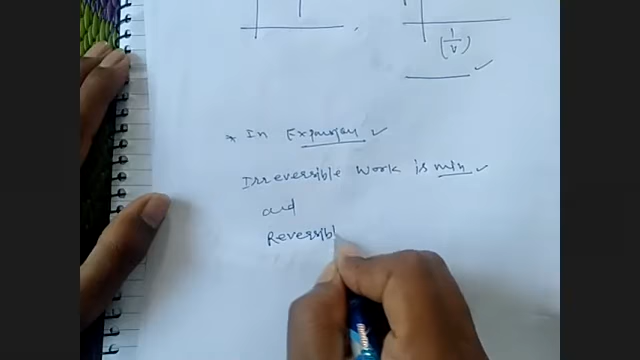 (1/V)
* In Expansion
Irreversible work is min
and
Reversibl